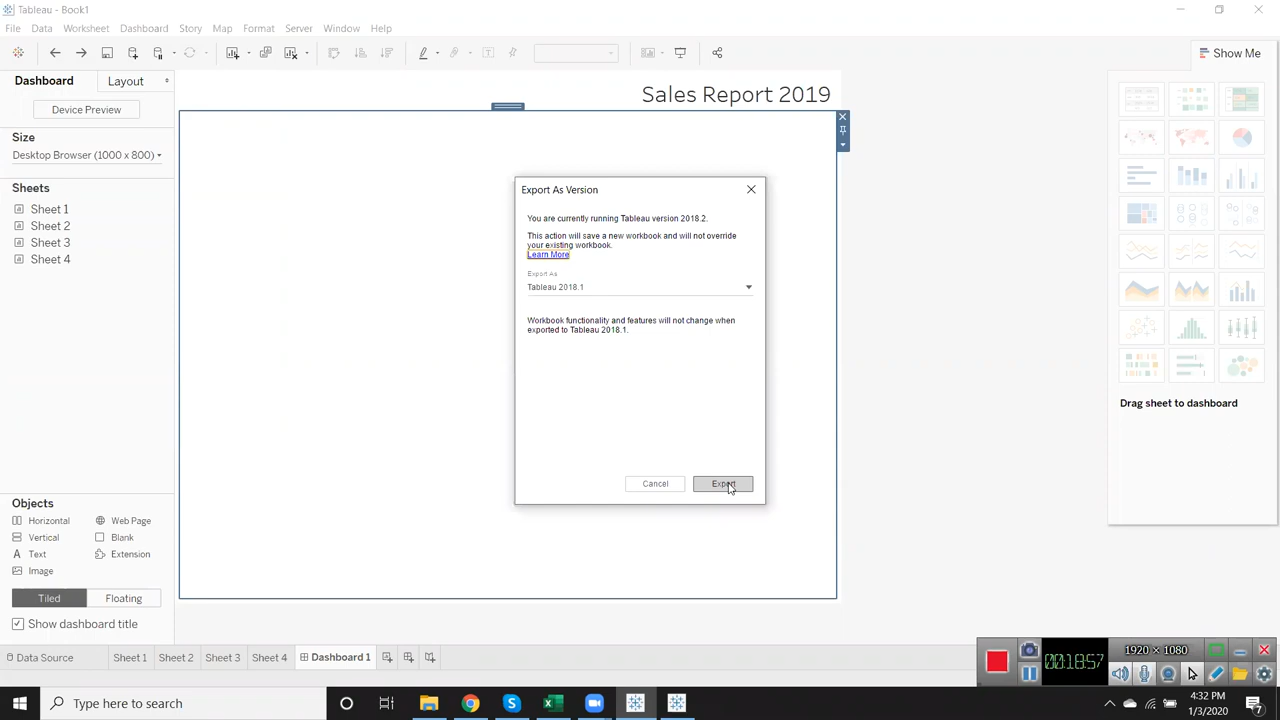 Tableau - Book1
File Data Worksheet Dashboard Story Map Format Server Window Help
Show Me
Dashboard Layout
Device Preview
Size
Desktop Browser (1000 x 800)
Sheets
Sheet 1
Sheet 2
Sheet 3
Sheet 4
Sales Report 2019
Export As Version
You are currently running Tableau version 2018.2.
This action will save a new workbook and will not override
your existing workbook.
Learn More
Export As
Tableau 2018.1
Workbook functionality and features will not change when
exported to Tableau 2018.1.
Cancel Export
Drag sheet to dashboard
Objects
Horizontal Web Page
Vertical Blank
Text Extension
Image
Tiled Floating
Show dashboard title
Data Source Sheet 1 Sheet 2 Sheet 3 Sheet 4 Dashboard 1
00:18:57
1920 × 1080
Type here to search
4:32 PM
1/3/2020
7